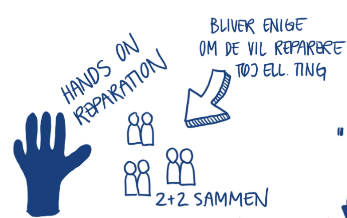 HANDS ON
REPARATION
BLIVER ENIGE
OM DE VIL REPARERE
TØJ ELL. TING
2+2 SAMMEN